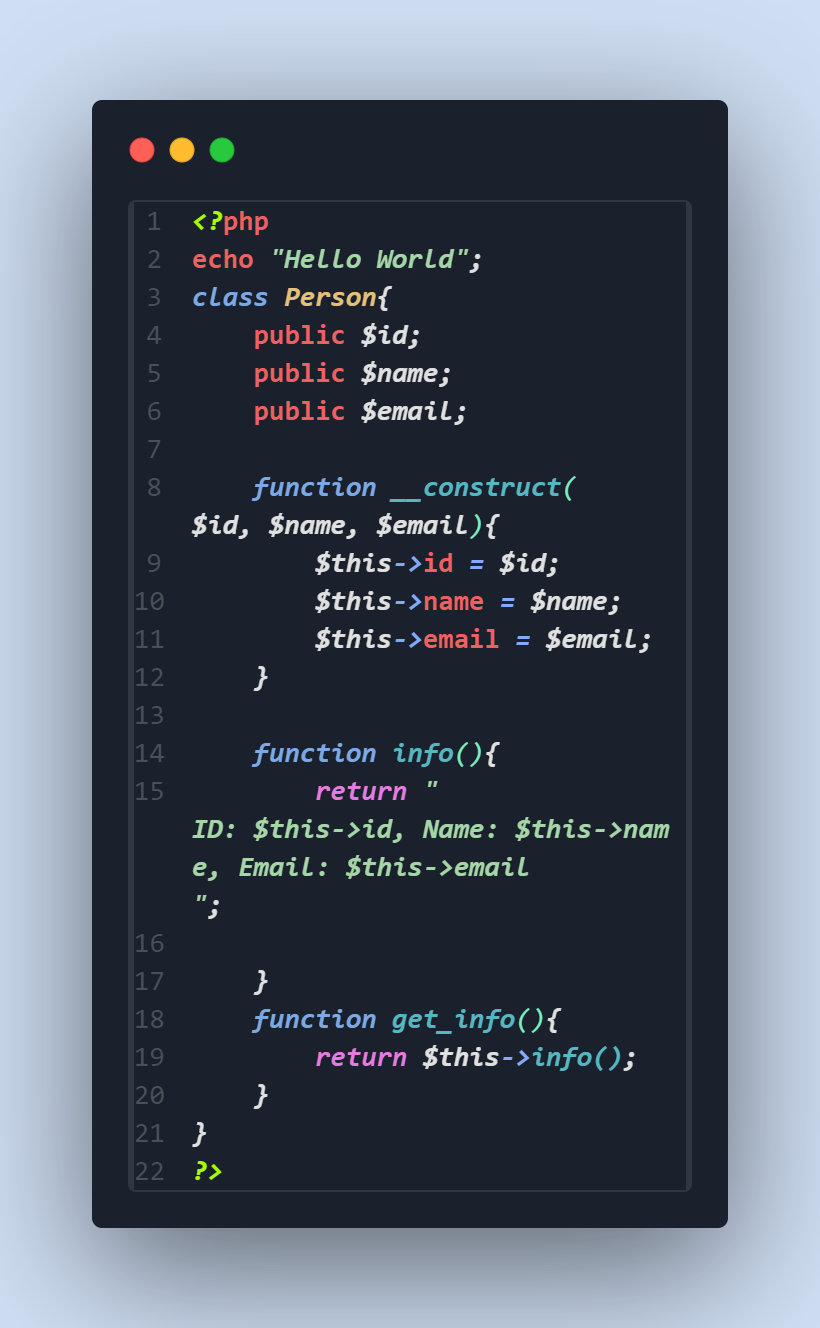 1 <?php
2 echo "Hello World";
3 class Person{
4     public $id;
5     public $name;
6     public $email;
7
8     function __construct(
$id, $name, $email){
9         $this->id = $id;
10         $this->name = $name;
11         $this->email = $email;
12     }
13
14     function info(){
15         return "
ID: $this->id, Name: $this->nam
e, Email: $this->email
";
16
17     }
18     function get_info(){
19         return $this->info();
20     }
21 }
22 ?>